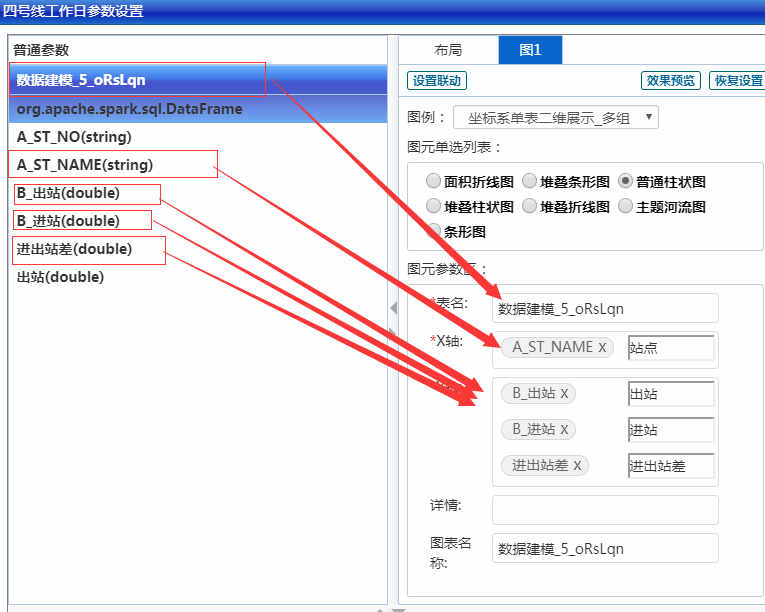 四号线工作日参数设置
普通参数
数据建模_5_oRsLqn
org.apache.spark.sql.DataFrame
A_ST_NO(string)
A_ST_NAME(string)
B_出站(double)
B_进站(double)
进出站差(double)
出站(double)
布局 图1
设置联动 效果预览 恢复设置
图例： 坐标系单表二维展示_多组
图元单选列表：
面积折线图 堆叠条形图 普通柱状图
堆叠柱状图 堆叠折线图 主题河流图
条形图
图元参数区：
*表名: 数据建模_5_oRsLqn
*X轴: A_ST_NAME x 站点
B_出站 x 出站
B_进站 x 进站
进出站差 x 进出站差
详情:
图表名
称: 数据建模_5_oRsLqn